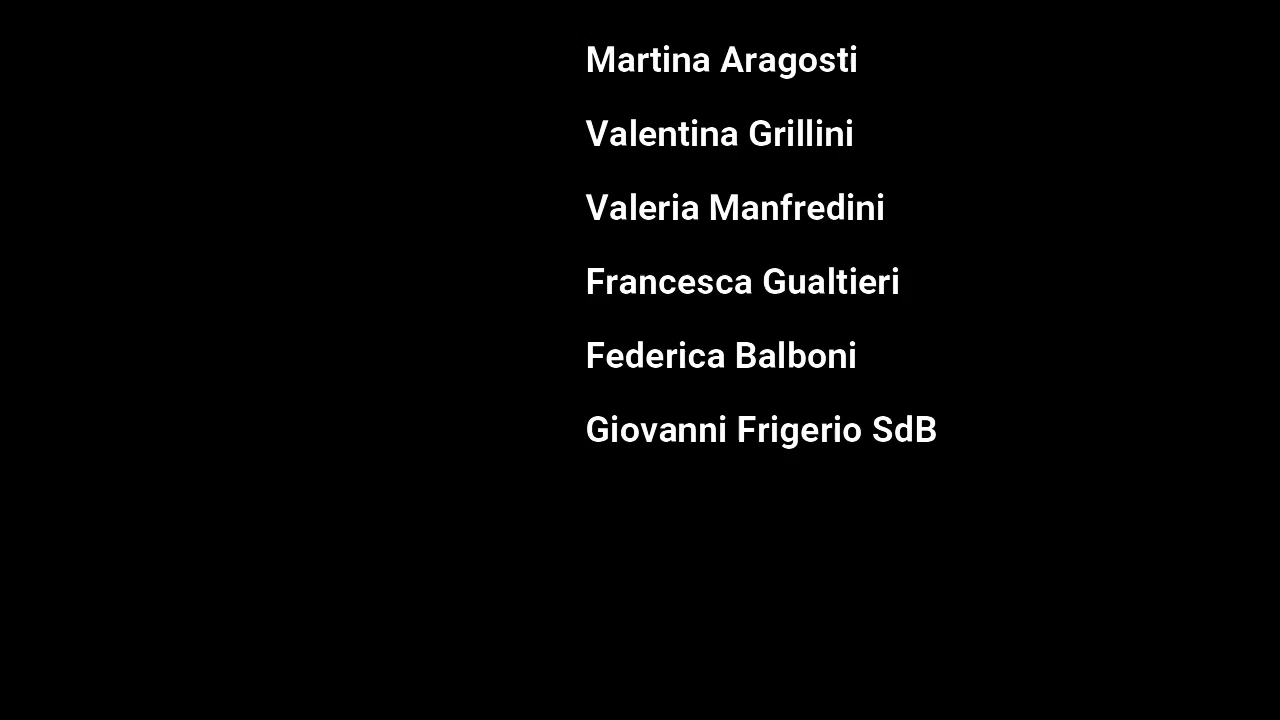 Martina Aragosti
Valentina Grillini
Valeria Manfredini
Francesca Gualtieri
Federica Balboni
Giovanni Frigerio SdB